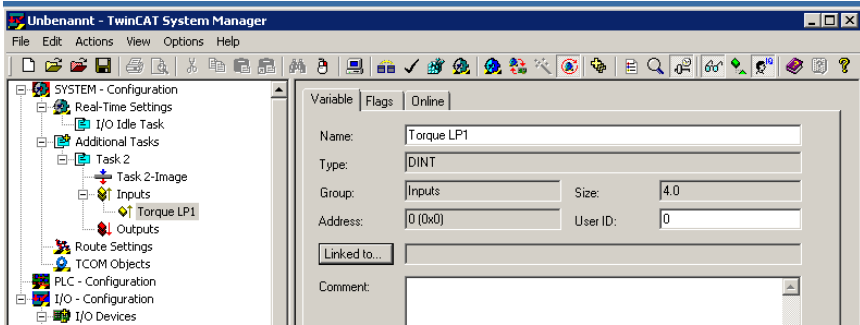 Unbenannt - TwinCAT System Manager
File Edit Actions View Options Help
SYSTEM - Configuration
Real-Time Settings
I/O Idle Task
Additional Tasks
Task 2
Task 2-Image
Inputs
Torque LP1
Outputs
Route Settings
TCOM Objects
PLC - Configuration
I/O - Configuration
I/O Devices
Variable Flags Online
Name: Torque LP1
Type: DINT
Group: Inputs Size: 4.0
Address: 0 (0x0) User ID: 0
Linked to...
Comment: